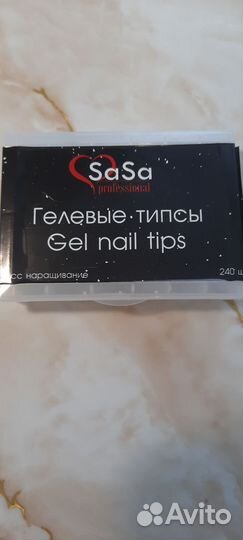 SaSa
professional
Гелевые типсы
Gel nail tips
наращивание 240
Avito